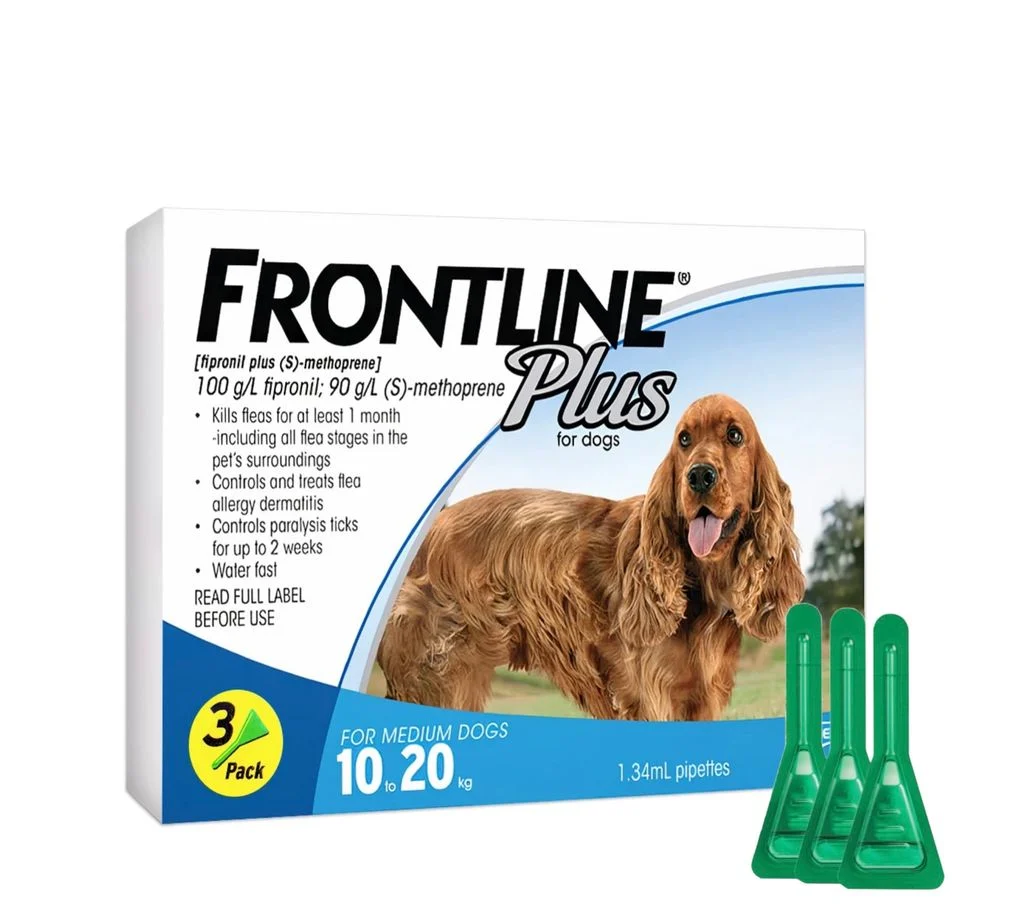 FRONTLINE®
Plus
for dogs
[fipronil plus (S)-methoprene]
100 g/L fipronil; 90 g/L (S)-methoprene
• Kills fleas for at least 1 month
-including all flea stages in the
pet's surroundings
• Controls and treats flea
allergy dermatitis
• Controls paralysis ticks
for up to 2 weeks
• Water fast
READ FULL LABEL
BEFORE USE
3
Pack
FOR MEDIUM DOGS
10 to 20 kg
1.34mL pipettes